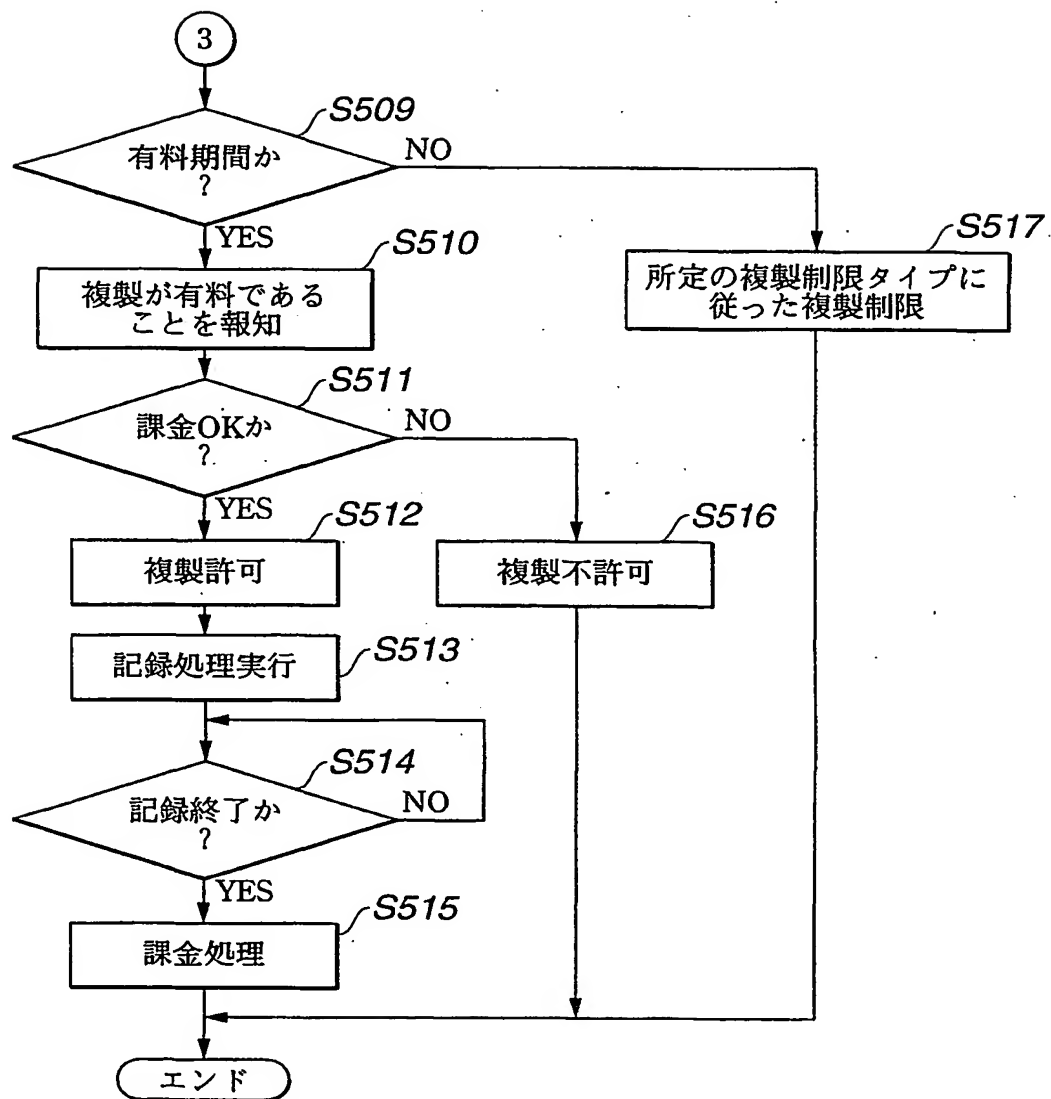 3
S509
有料期間か
?
NO
YES
S510
S517
複製が有料である
ことを報知
所定の複製制限タイプに
従った複製制限
S511
課金OKか
?
NO
YES
S512
S516
複製許可
複製不許可
記録処理実行
S513
S514
記録終了か
?
NO
YES
S515
課金処理
エンド